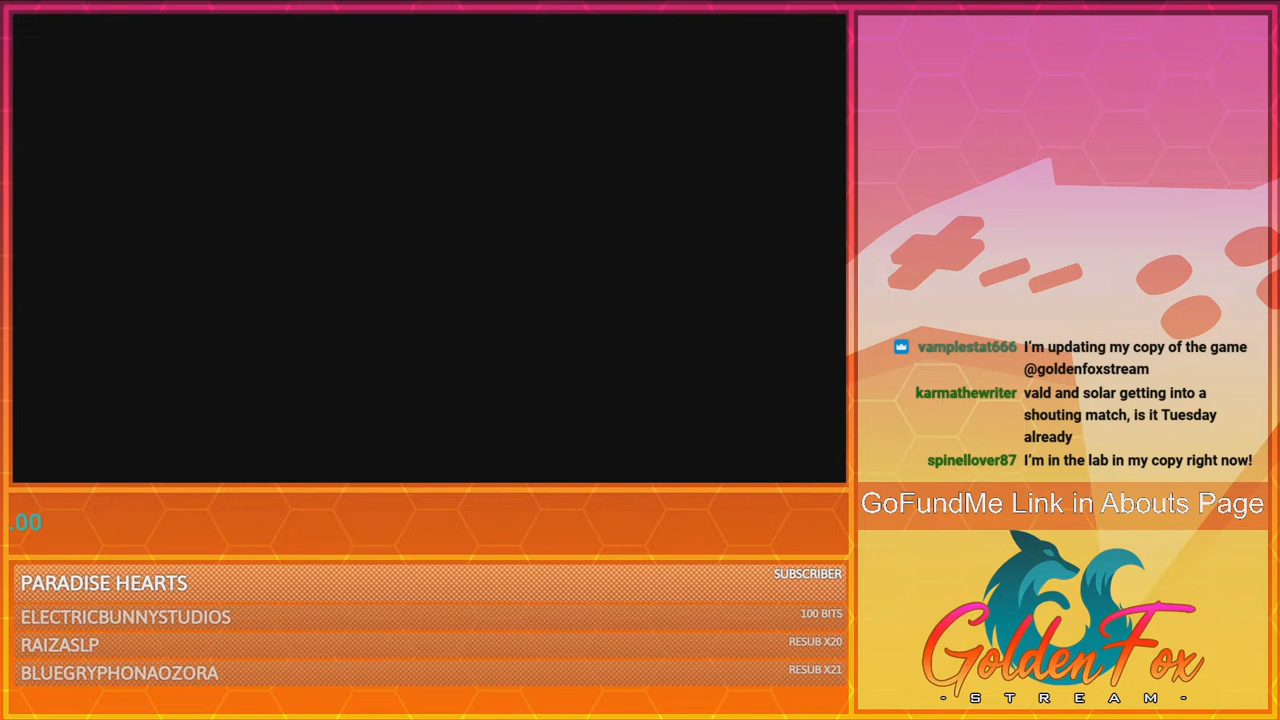 vamplestat666 I'm updating my copy of the game
@goldenfoxstream
karmathewriter vald and solar getting into a
shouting match, is it Tuesday
already
spinellover87 I'm in the lab in my copy right now!
GoFundMe Link in Abouts Page
.00
PARADISE HEARTS SUBSCRIBER
ELECTRICBUNNYSTUDIOS 100 BITS
RAIZASLP RESUB X20
BLUEGRYPHONAOZORA RESUB X21
GoldenFox
- STREAM -